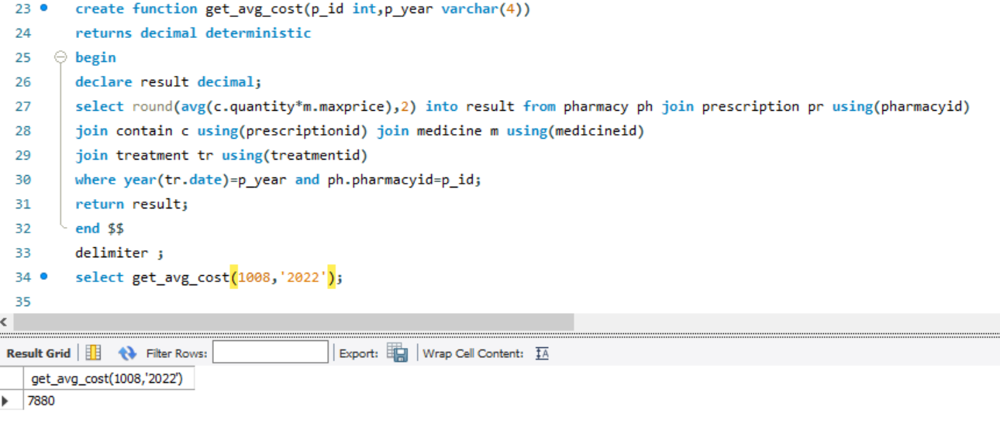 23 create function get_avg_cost(p_id int,p_year varchar(4))
24 returns decimal deterministic
25 begin
26 declare result decimal;
27 select round(avg(c.quantity*m.maxprice),2) into result from pharmacy ph join prescription pr using(pharmacyid)
28 join contain c using(prescriptionid) join medicine m using(medicineid)
29 join treatment tr using(treatmentid)
30 where year(tr.date)=p_year and ph.pharmacyid=p_id;
31 return result;
32 end $$
33 delimiter ;
34 select get_avg_cost(1008,'2022');
35
Result Grid Filter Rows: Export: Wrap Cell Content: IA
get_avg_cost(1008,'2022')
7880